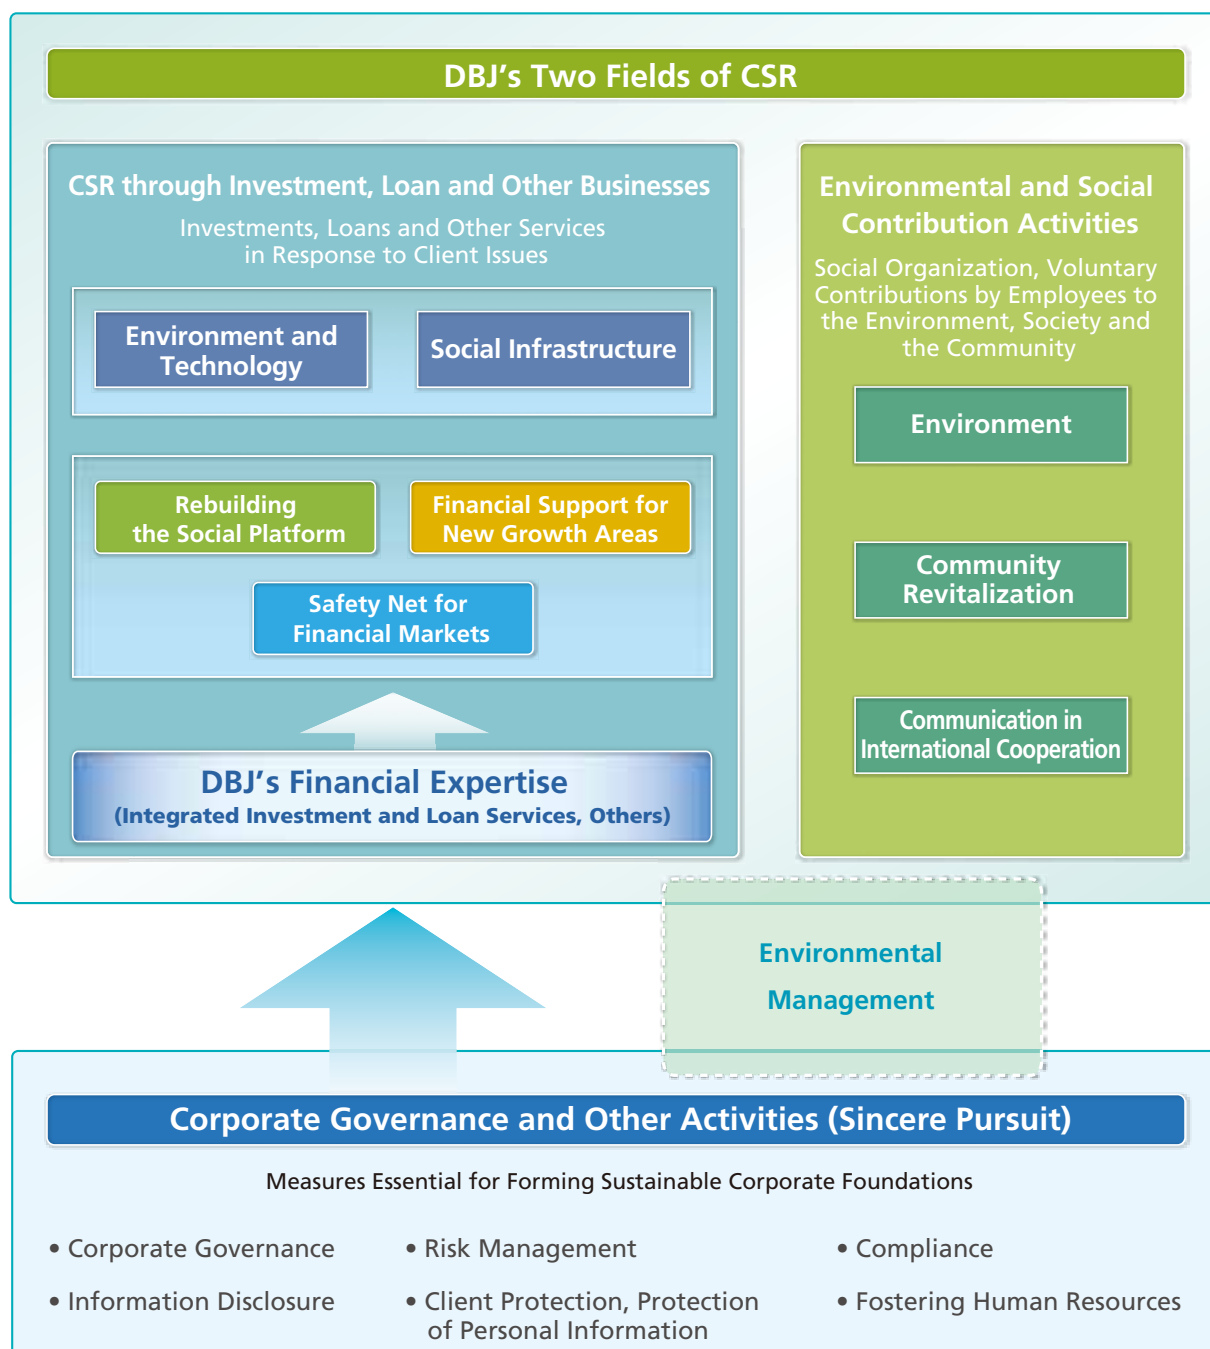 DBJ’s Two Fields of CSR
CSR through Investment, Loan and Other Businesses
Investments, Loans and Other Services
in Response to Client Issues
Environment and
Technology
Social Infrastructure
Rebuilding
the Social Platform
Financial Support for
New Growth Areas
Safety Net for
Financial Markets
DBJ’s Financial Expertise
(Integrated Investment and Loan Services, Others)
Environmental and Social
Contribution Activities
Social Organization, Voluntary
Contributions by Employees to
the Environment, Society and
the Community
Environment
Community
Revitalization
Communication in
International Cooperation
Environmental
Management
Corporate Governance and Other Activities (Sincere Pursuit)
Measures Essential for Forming Sustainable Corporate Foundations
• Corporate Governance
• Risk Management
• Compliance
• Information Disclosure
• Client Protection, Protection
of Personal Information
• Fostering Human Resources